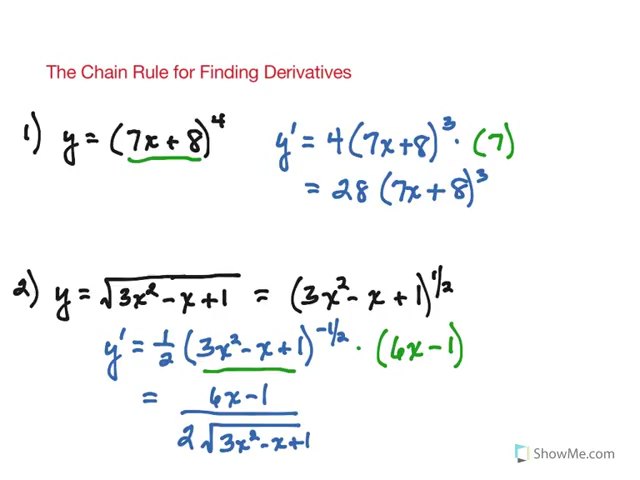 The Chain Rule for Finding Derivatives
1) y = (7x + 8)⁴ y' = 4(7x+8)³ · (7)
= 28(7x + 8)³
2) y = √(3x² - x + 1) = (3x² - x + 1)^(1/2)
y' = 1/2 (3x² - x + 1)^(-1/2) · (6x - 1)
= (6x - 1) / (2√(3x² - x + 1))
ShowMe.com